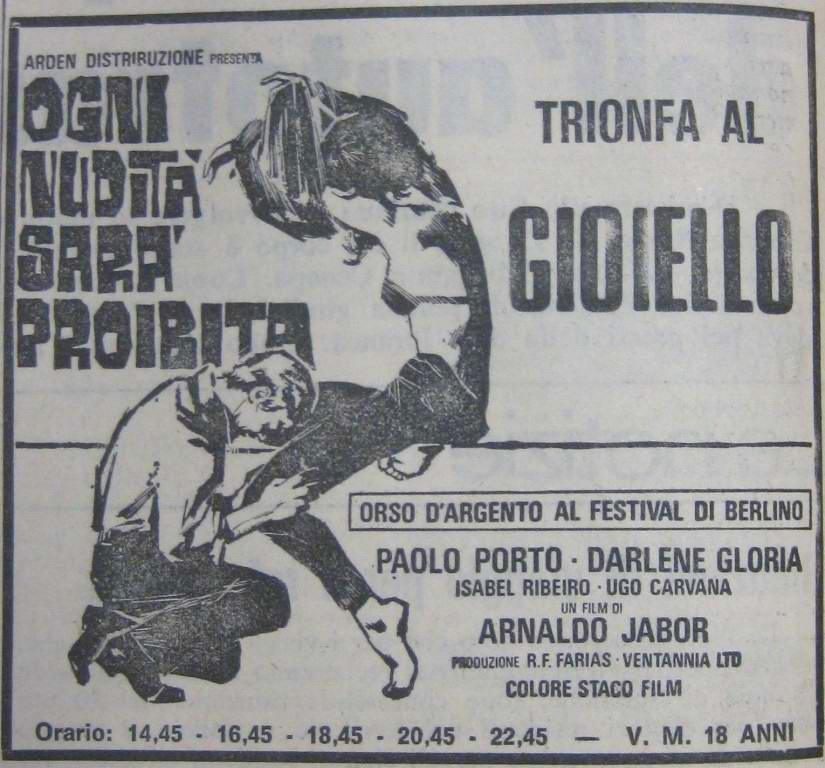 ARDEN DISTRIBUZIONE PRESENTA
OGNI
NUDITÀ
SARA'
PROIBITA
TRIONFA AL
GIOIELLO
ORSO D'ARGENTO AL FESTIVAL DI BERLINO
PAOLO PORTO · DARLENE GLORIA
ISABEL RIBEIRO · UGO CARVANA
UN FILM DI
ARNALDO JABOR
PRODUZIONE R.F. FARIAS · VENTANNIA LTD
COLORE STACO FILM
Orario: 14,45 - 16,45 - 18,45 - 20,45 - 22,45 — V. M. 18 ANNI